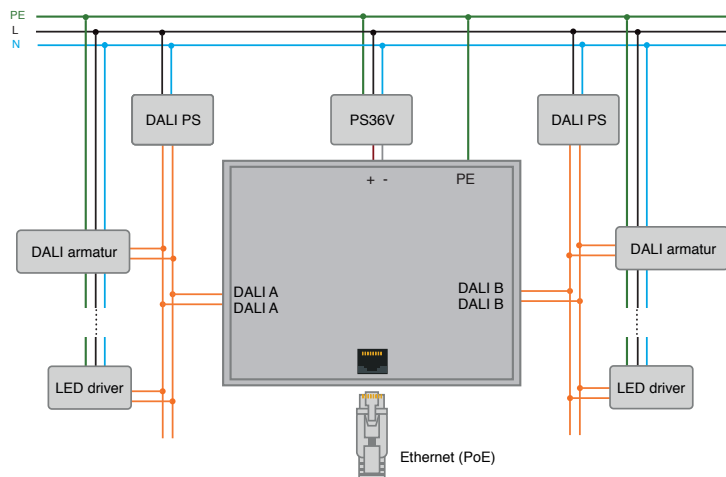 PE
L
N
DALI PS
PS36V
DALI PS
+ -
PE
DALI armatur
DALI armatur
DALI A
DALI A
DALI B
DALI B
LED driver
LED driver
Ethernet (PoE)